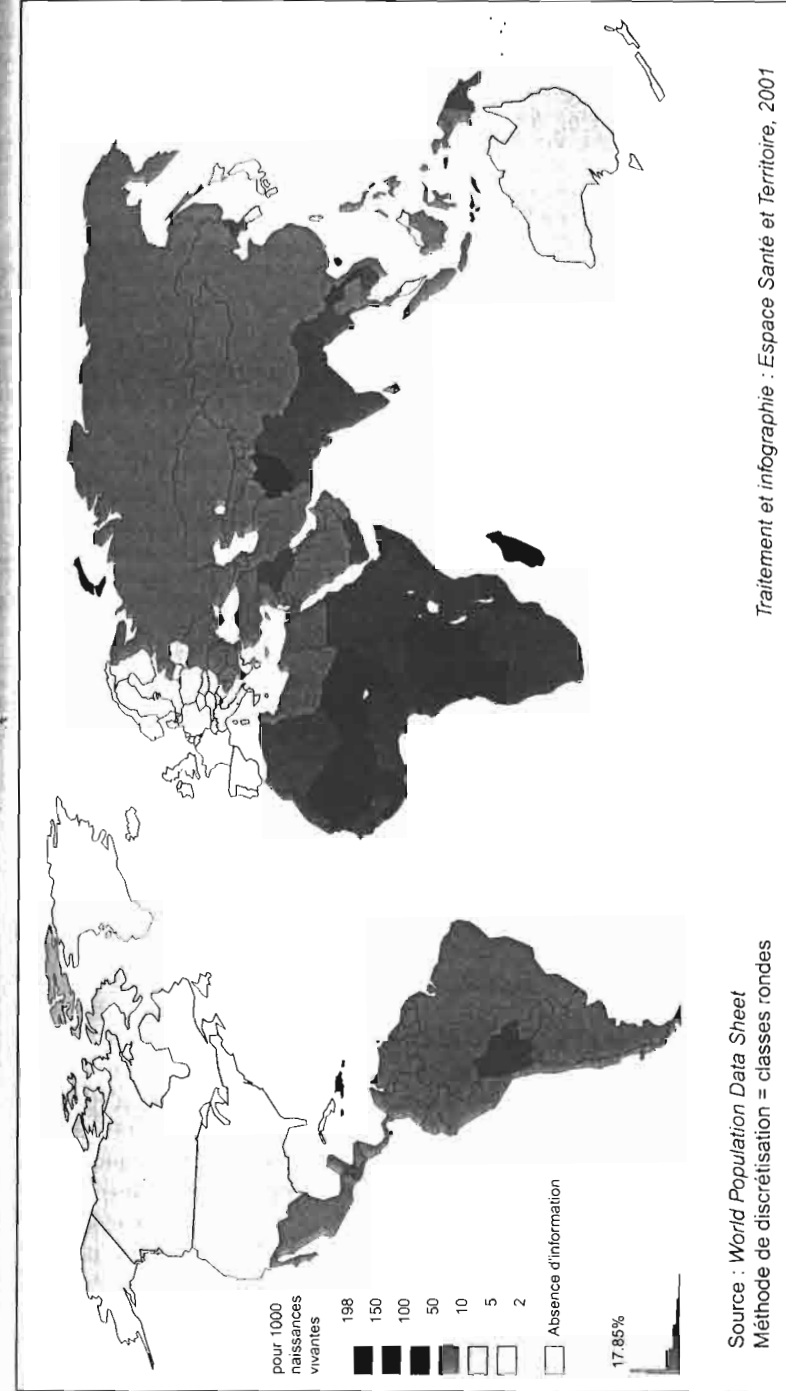 pour 1000
naissances
vivantes
198
150
100
50
10
5
2
Absence d'information
17.85%
Source : World Population Data Sheet
Méthode de discrétisation = classes rondes
Traitement et infographie : Espace Santé et Territoire, 2001